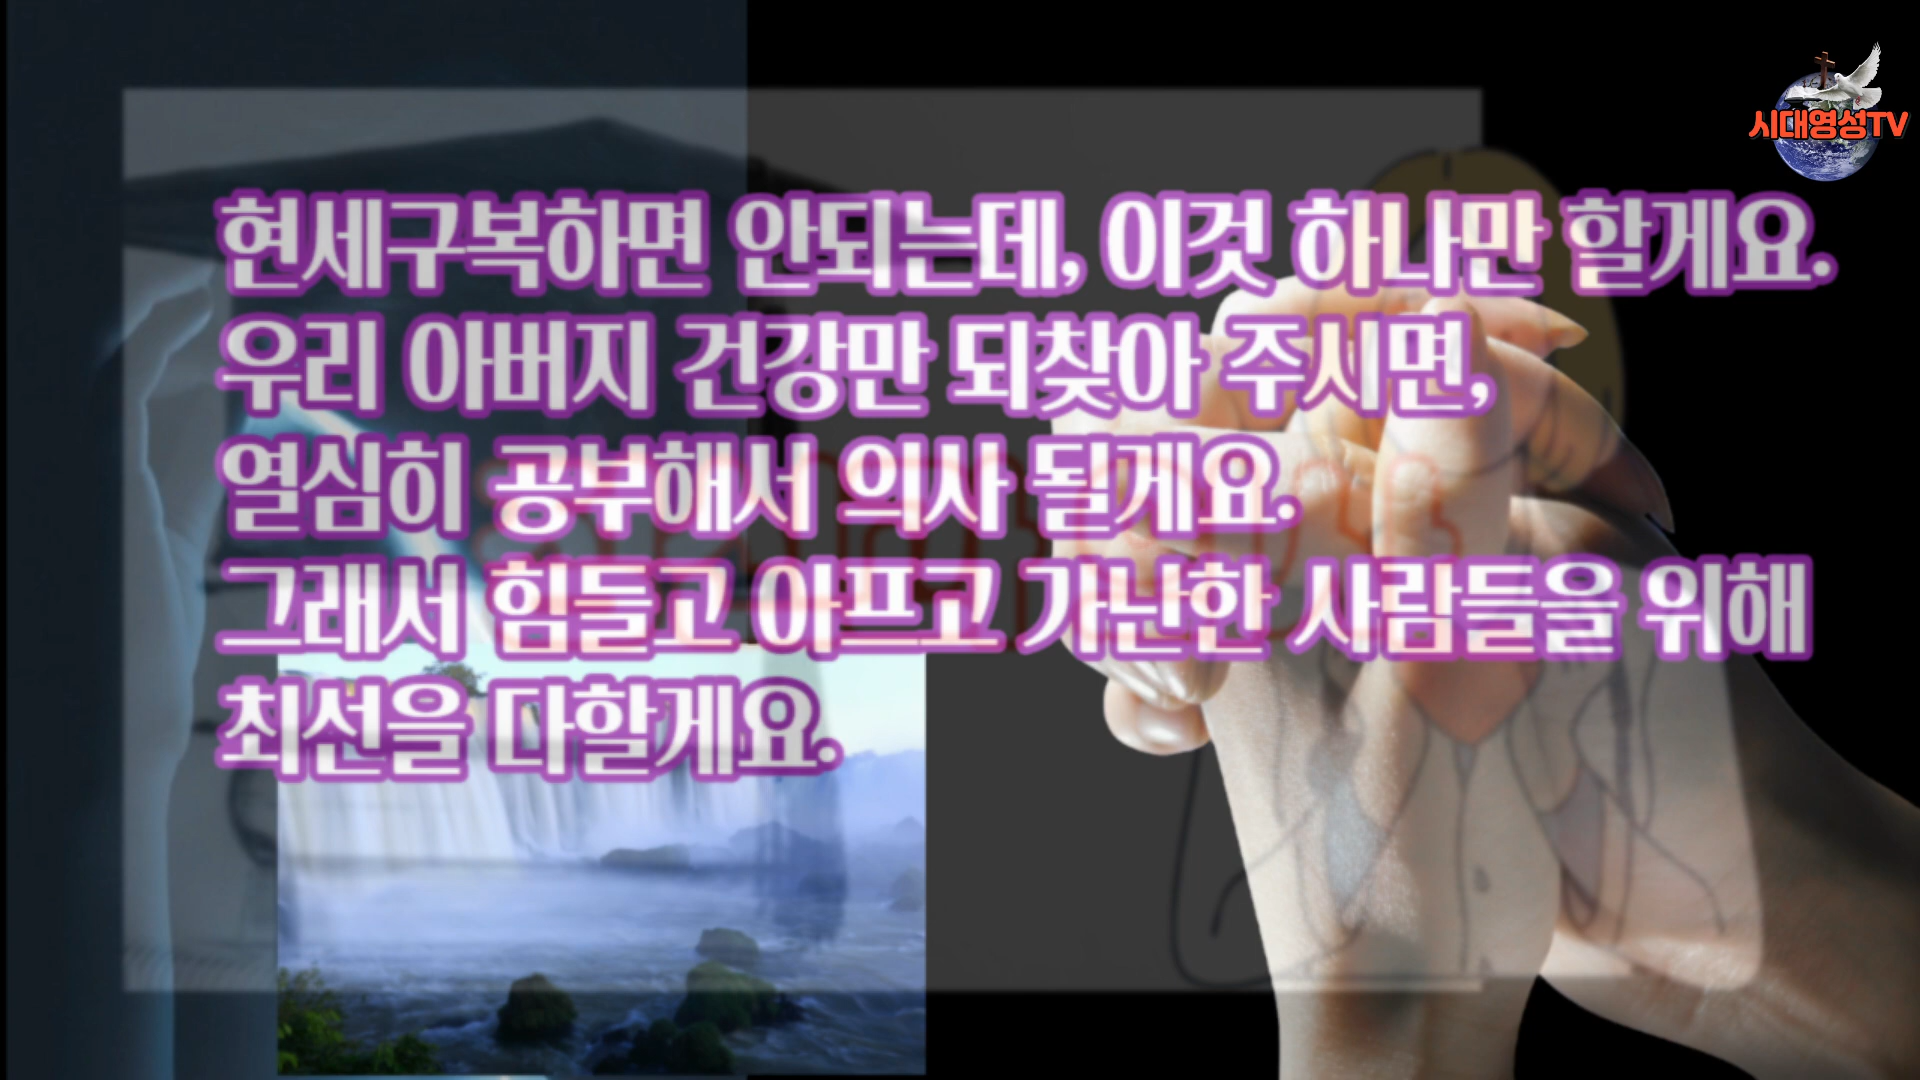 시대영성TV
현세구복하면 안되는데, 이것 하나만 할게요.
우리 아버지 건강만 되찾아 주시면,
열심히 공부해서 의사 될게요.
그래서 힘들고 아프고 가난한 사람들을 위해
최선을 다할게요.